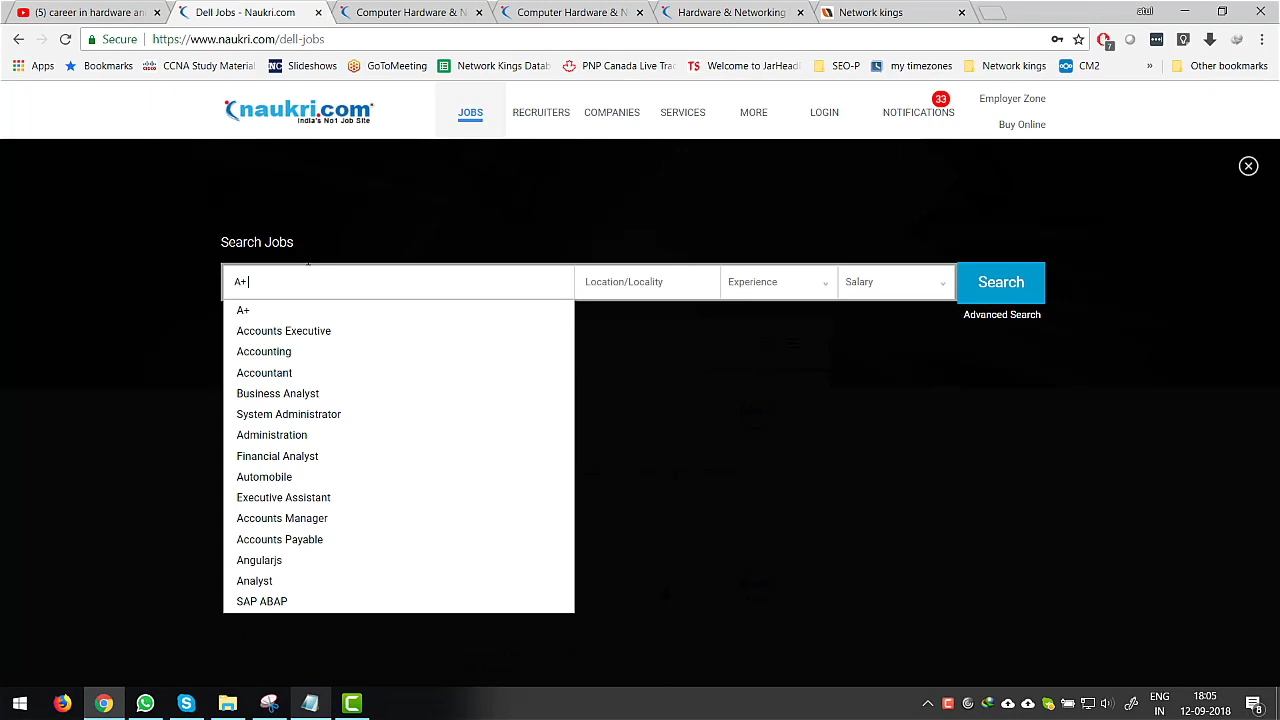 (5) career in hardware an
Dell Jobs - Naukri.com
Computer Hardware & N
Computer Hardware & N
Hardware & Networking
Network kings
atul
Secure
https://www.naukri.com/dell-jobs
7
Apps
Bookmarks
CCNA Study Material
NC Slideshows
GoToMeeting
Network Kings Datab
PNP Canada Live Trac
TS Welcome to JarHead
SEO-P
my timezones
Network kings
CM2
»
Other bookmarks
naukri.com
India's No1 Job Site
JOBS
RECRUITERS
COMPANIES
SERVICES
MORE
LOGIN
NOTIFICATIONS
33
Employer Zone
Buy Online
Search Jobs
A+
Location/Locality
Experience
Salary
Search
Advanced Search
A+
Accounts Executive
Accounting
Accountant
Business Analyst
System Administrator
Administration
Financial Analyst
Automobile
Executive Assistant
Accounts Manager
Accounts Payable
Angularjs
Analyst
SAP ABAP
ENG
IN
18:05
12-09-2018
8